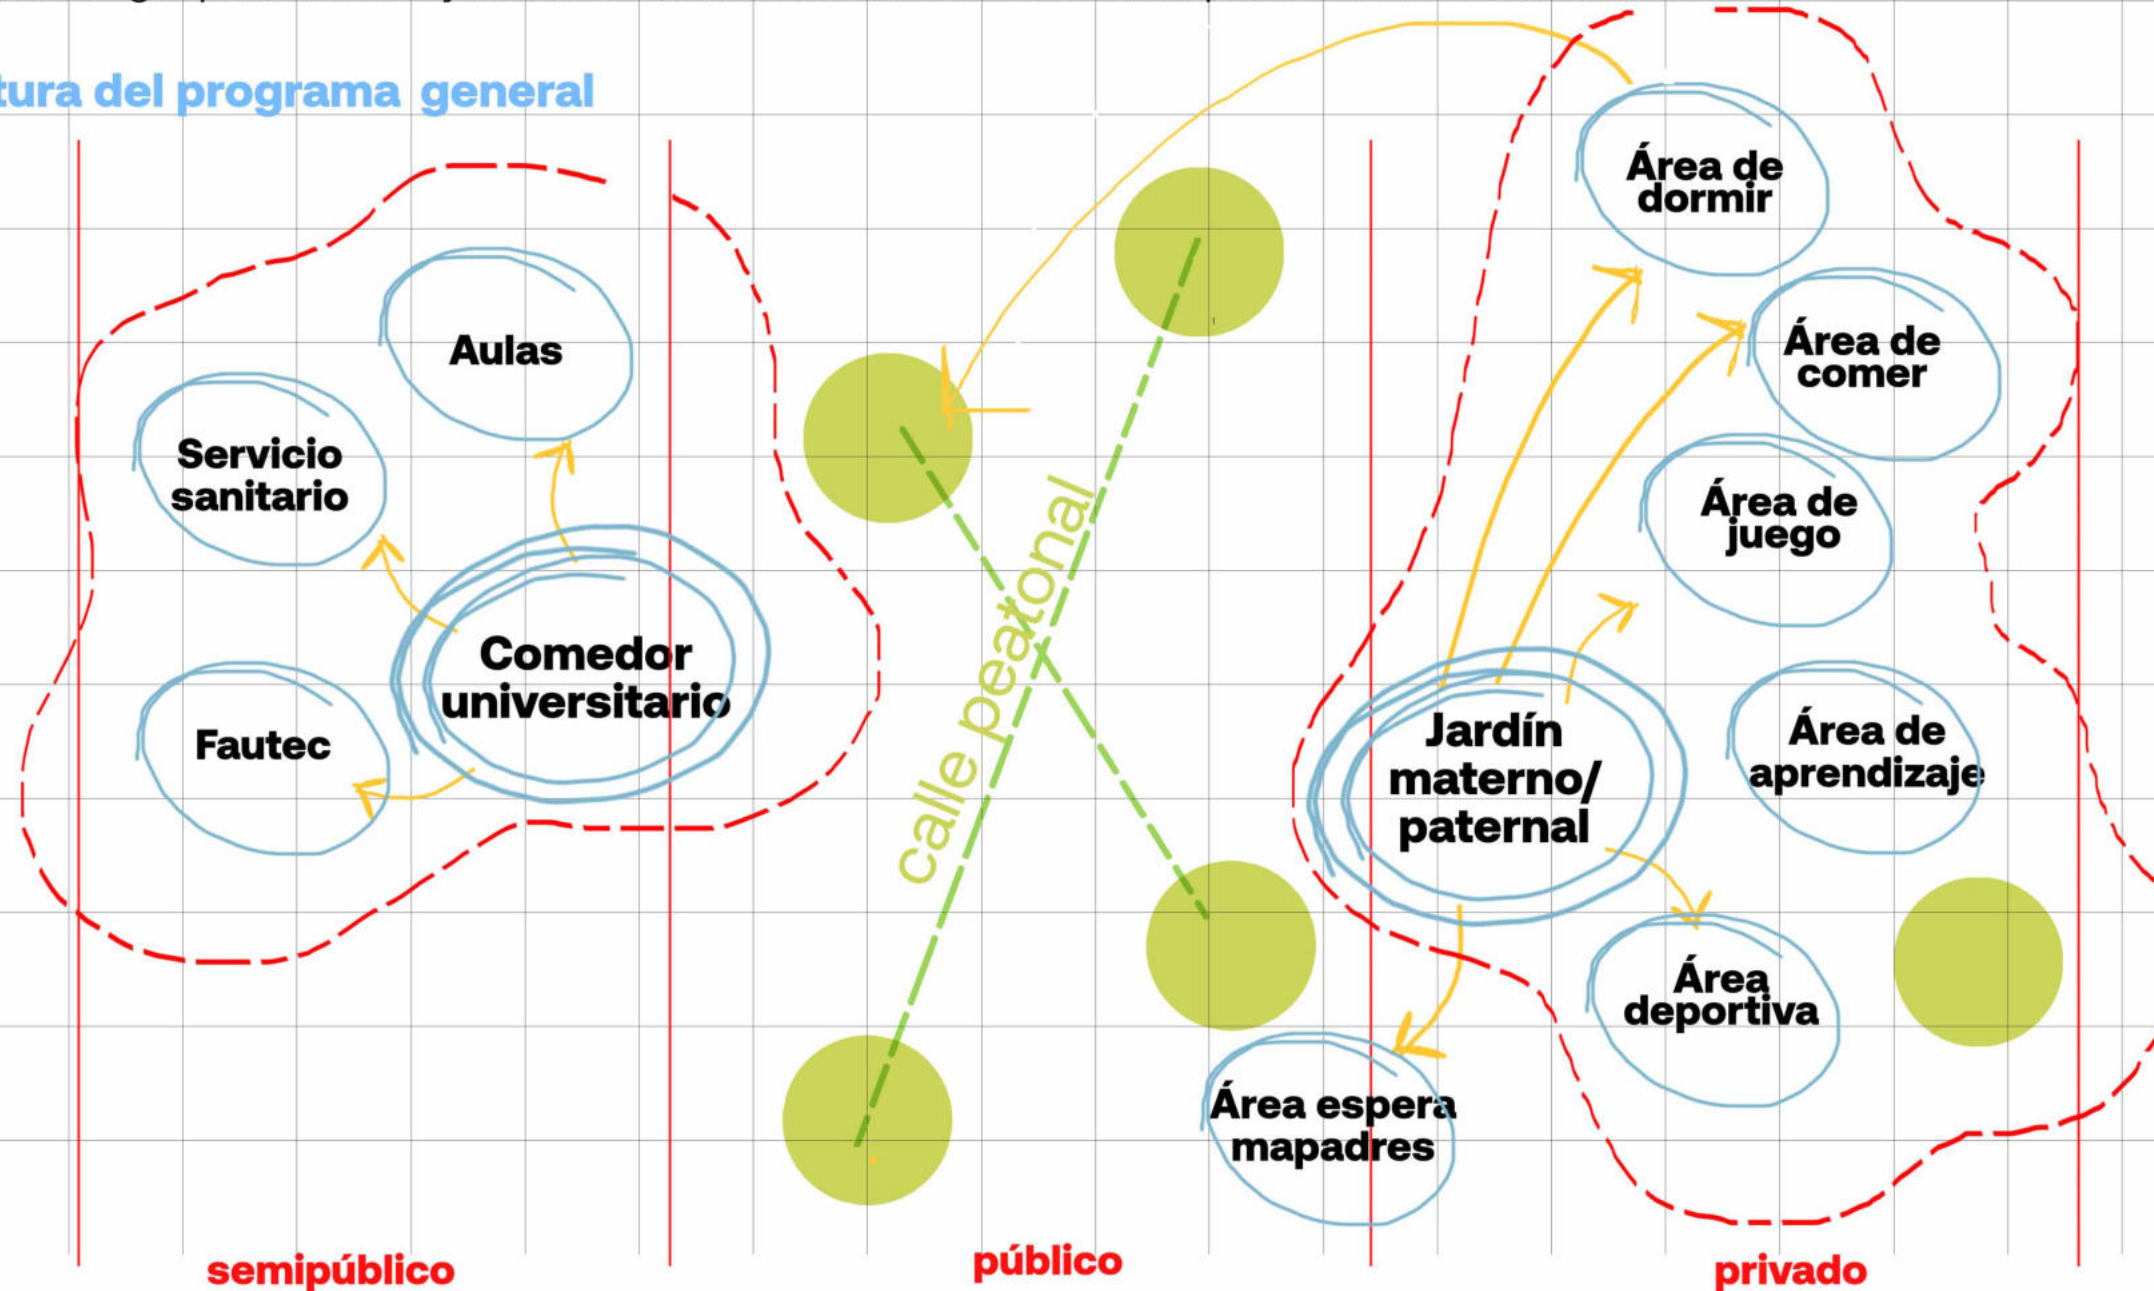 tura del programa general
Aulas
Servicio
sanitario
Comedor
universitario
Fautec
calle peatonal
Área de
dormir
Área de
comer
Área de
juego
Jardín
materno/
paternal
Área de
aprendizaje
Área
deportiva
Área espera
mapadres
semipúblico
público
privado